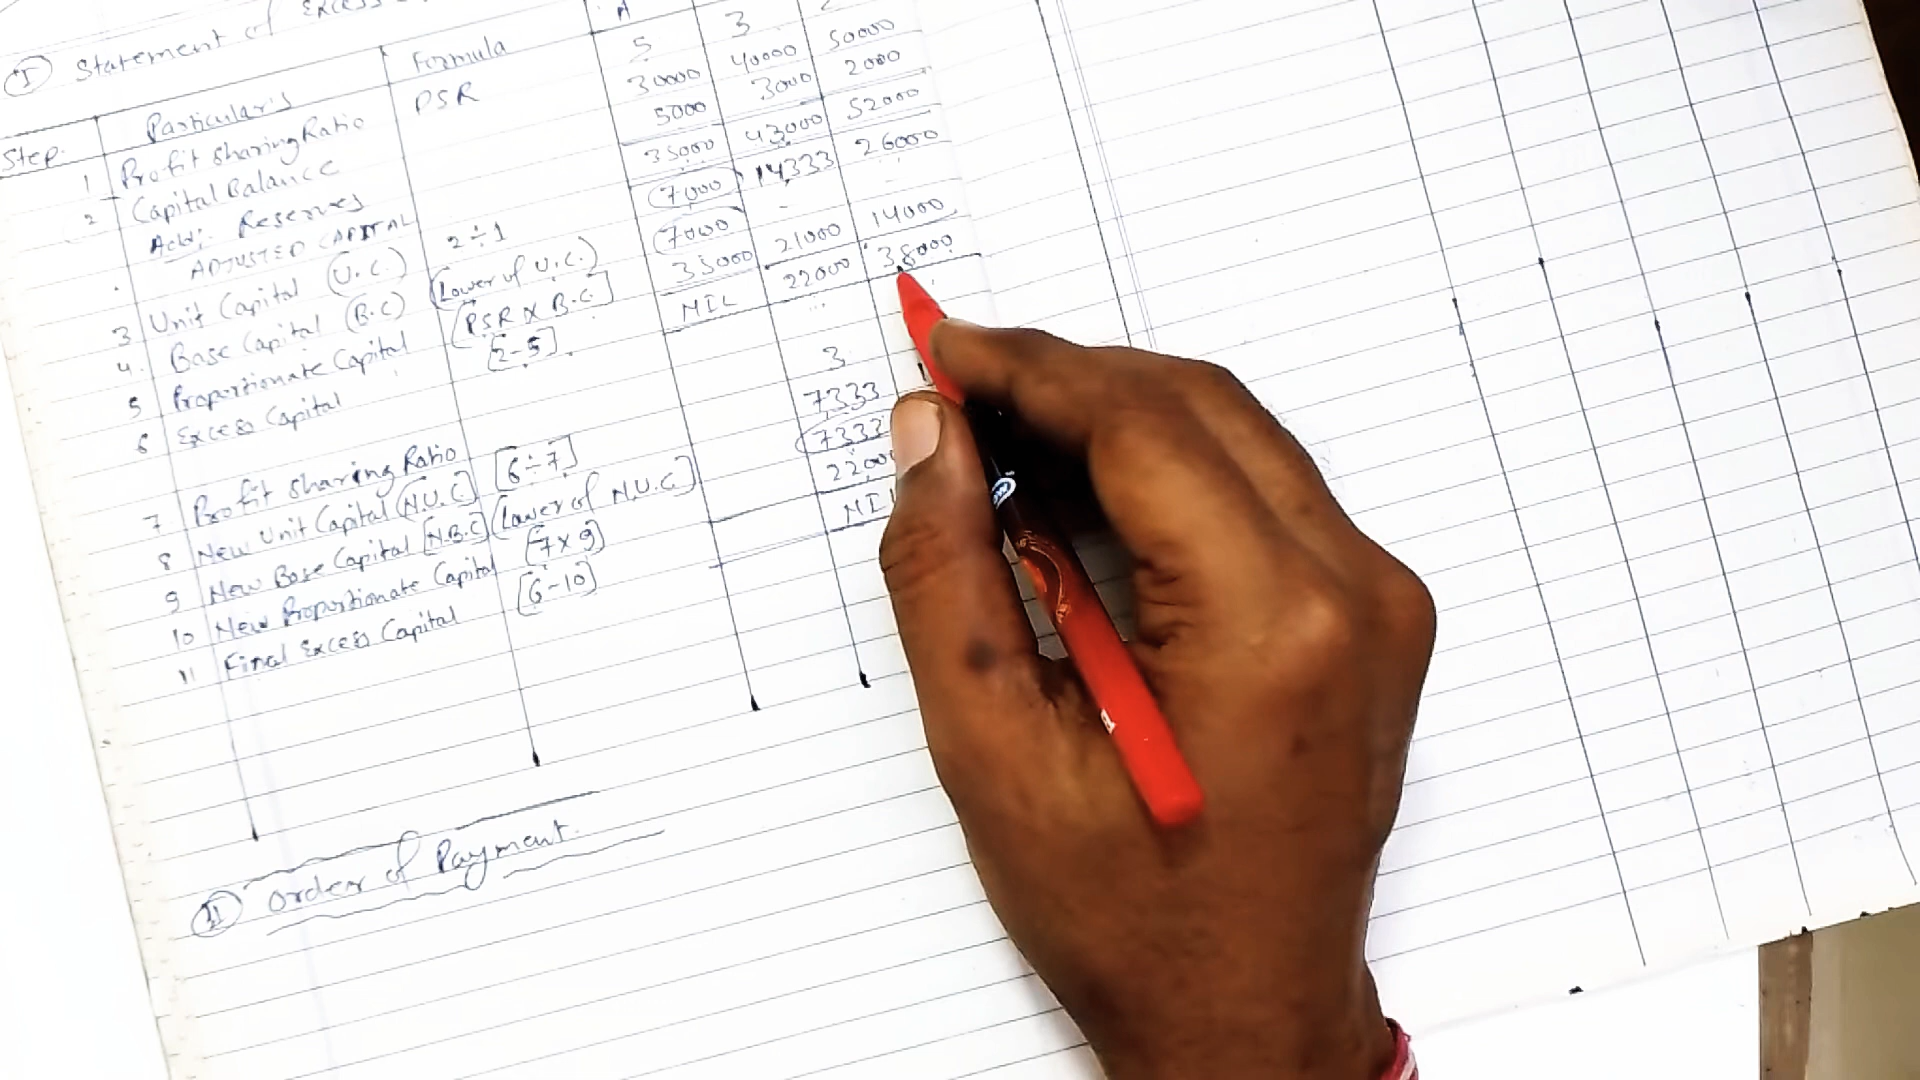 I Statement of Excess
Step. Particulars Formula A
1 Profit Sharing Ratio PSR 5 3
2 Capital Balance 30000 40000 50000
Add:- Reserves 5000 3000 2000
ADJUSTED CAPITAL 35000 43000 52000
3 Unit Capital (U.C.) 2÷1 7000 14333 26000
4. Base Capital (B.C) (Lower of U.C.) 7000 -
5 Proportionate Capital [PSR X B.C.] 35000 21000 14000
6 Excess Capital [2-5]. NIL 22000 38000
7 Profit Sharing Ratio 3
8 New Unit Capital (N.U.C) [6÷7] 7333
9 New Base Capital [N.B.C] (Lower of N.U.C] 7333
10 New Proportionate Capital [7x9] 2200
11 Final Excess Capital [6-10] NIL
II Order of Payment.